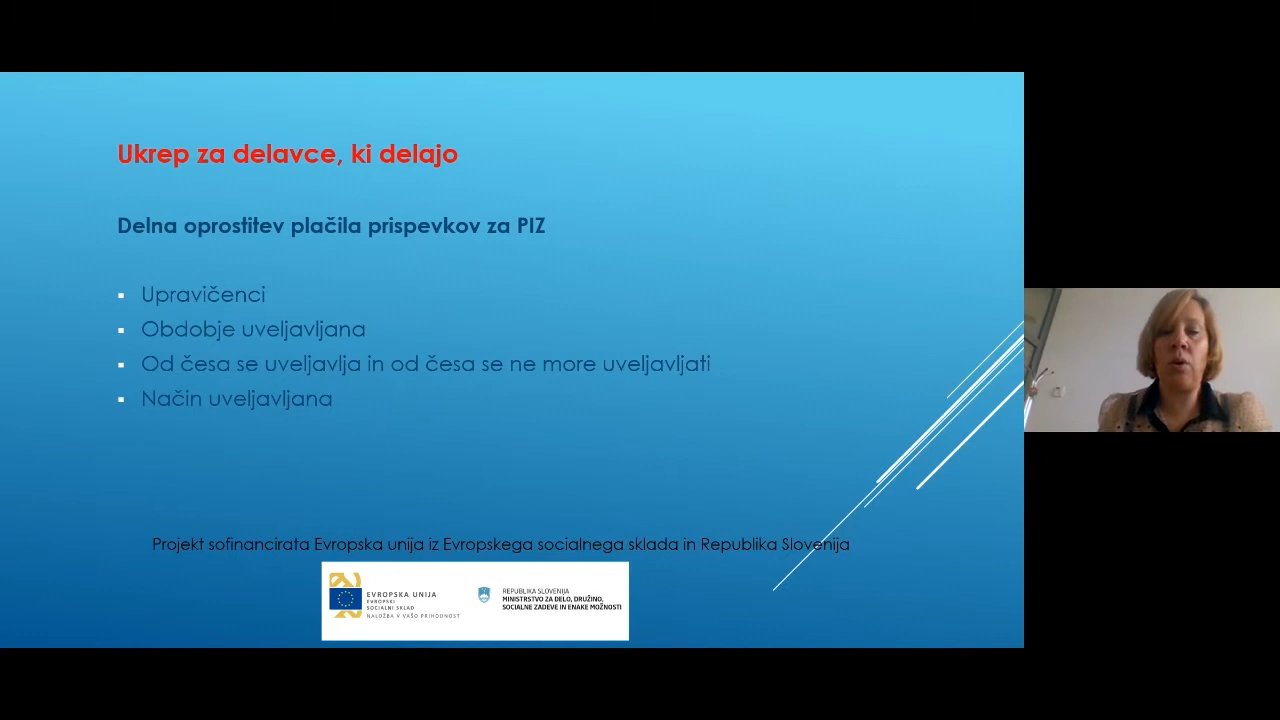 Ukrep za delavce, ki delajo
Delna oprostitev plačila prispevkov za PIZ
Upravičenci
Obdobje uveljavljana
Od česa se uveljavlja in od česa se ne more uveljavljati
Način uveljavljana
Projekt sofinancirata Evropska unija iz Evropskega socialnega sklada in Republika Slovenija
EVROPSKA UNIJA
EVROPSKI
SOCIALNI SKLAD
NALOŽBA V VAŠO PRIHODNOST
REPUBLIKA SLOVENIJA
MINISTRSTVO ZA DELO, DRUŽINO,
SOCIALNE ZADEVE IN ENAKE MOŽNOSTI